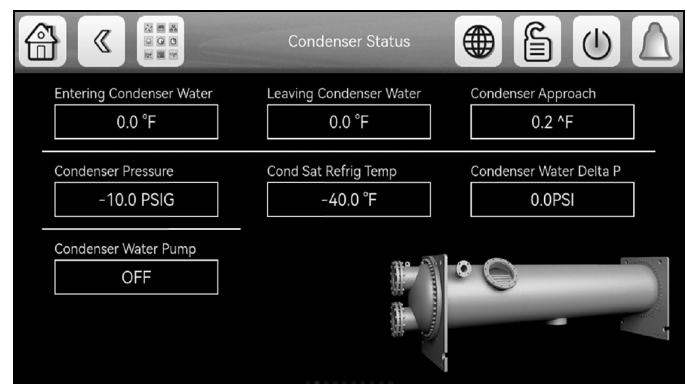 Condenser Status
Entering Condenser Water
Leaving Condenser Water
Condenser Approach
0.0 °F
0.0 °F
0.2 ^F
Condenser Pressure
Cond Sat Refrig Temp
Condenser Water Delta P
-10.0 PSIG
-40.0 °F
0.0PSI
Condenser Water Pump
OFF